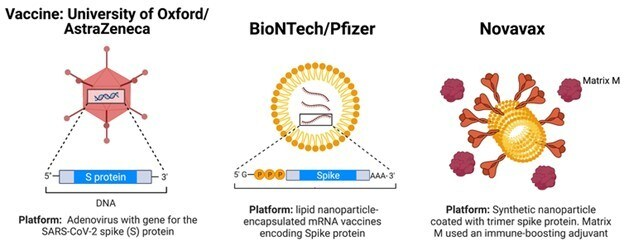 Vaccine: University of Oxford/
AstraZeneca
5'
S protein
3'
DNA
Platform: Adenovirus with gene for the
SARS-CoV-2 spike (S) protein
BioNTech/Pfizer
5' G
P P P
Spike
AAA-3'
Platform: lipid nanoparticle-
encapsulated mRNA vaccines
encoding Spike protein
Novavax
Matrix M
Platform: Synthetic nanoparticle
coated with trimer spike protein. Matrix
M used an immune-boosting adjuvant